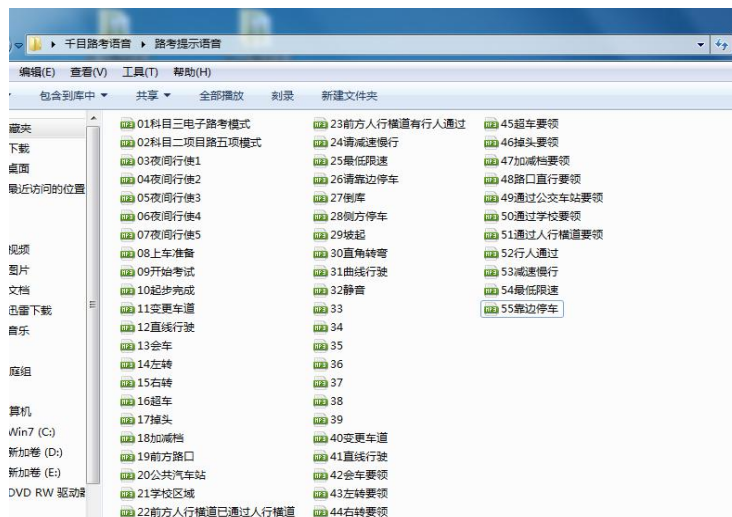 千目路考语音 ▸ 路考提示语音
编辑(E) 查看(V) 工具(T) 帮助(H)
包含到库中 共享 全部播放 刻录 新建文件夹
藏夹
下载
桌面
最近访问的位置
视频
图片
文档
迅雷下载
音乐
庭组
算机
Win7 (C:)
新加卷 (D:)
新加卷 (E:)
DVD RW 驱动器
01科目三电子路考模式
02科目二项目路五项模式
03夜间行使1
04夜间行使2
05夜间行使3
06夜间行使4
07夜间行使5
08上车准备
09开始考试
10起步完成
11变更车道
12直线行驶
13会车
14左转
15右转
16超车
17掉头
18加减档
19前方路口
20公共汽车站
21学校区域
22前方人行横道已通过人行横道
23前方人行横道有行人通过
24请减速慢行
25最低限速
26请靠边停车
27倒库
28侧方停车
29坡起
30直角转弯
31曲线行驶
32静音
33
34
35
36
37
38
39
40变更车道
41直线行驶
42会车要领
43左转要领
44右转要领
45超车要领
46掉头要领
47加减档要领
48路口直行要领
49通过公交车站要领
50通过学校要领
51通过人行横道要领
52行人通过
53减速慢行
54最低限速
55靠边停车